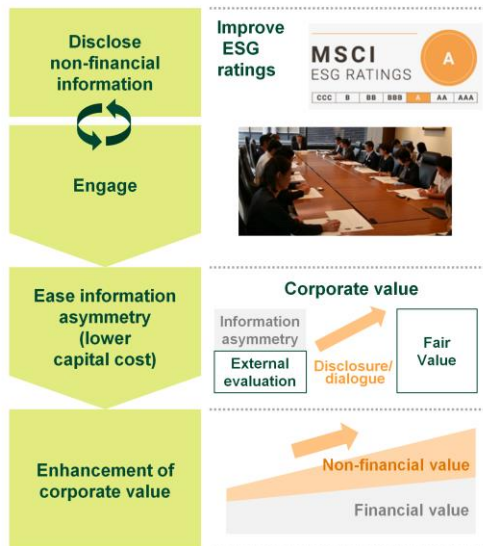 Disclose
non-financial
information
Improve
ESG
ratings
MSCI
ESG RATINGS
A
CCC B BB BBB A AA AAA
Engage
Ease information
asymmetry
(lower
capital cost)
Corporate value
Information
asymmetry
External
evaluation
Disclosure/
dialogue
Fair
Value
Enhancement of
corporate value
Non-financial value
Financial value